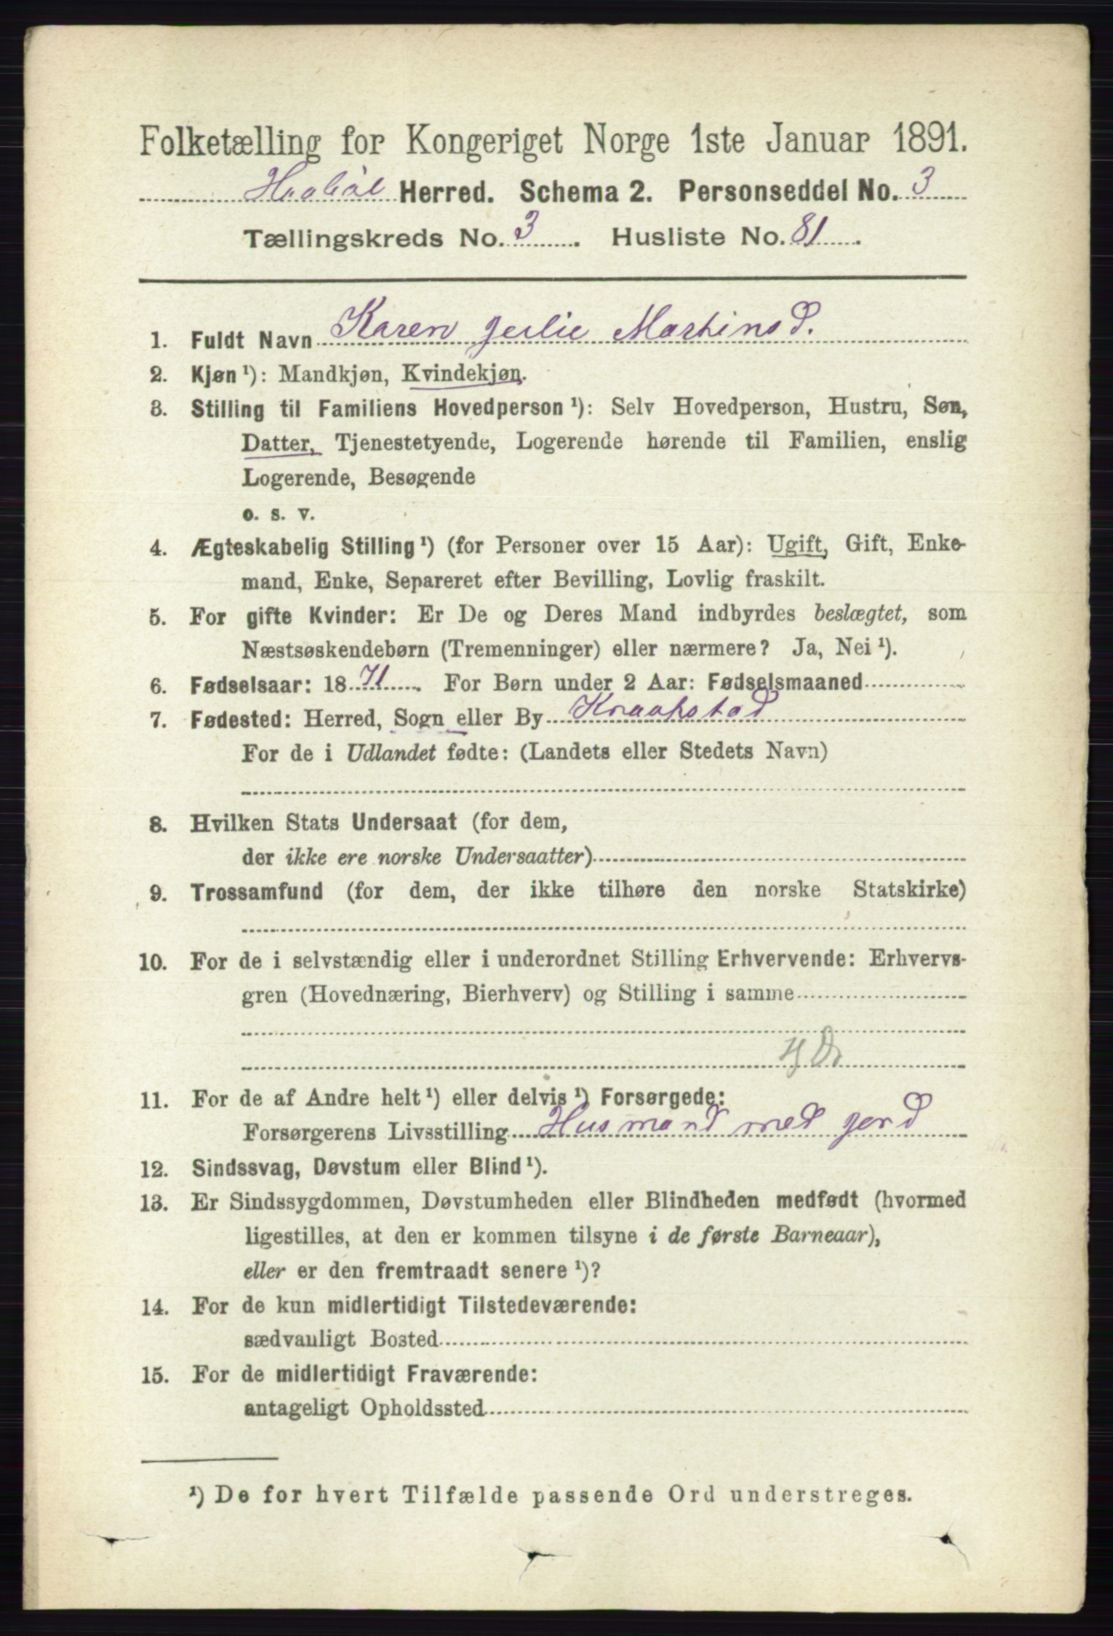 Folketælling for Kongeriget Norge 1ste Januar 1891.
Haabøl Herred. Schema 2. Personseddel No. 3
Tællingskreds No. 3. Husliste No. 81.
1. Fuldt Navn Karen Julie Martinsd.
2. Kjøn ¹): Mandkjøn, Kvindekjøn.
3. Stilling til Familiens Hovedperson ¹): Selv Hovedperson, Hustru, Søn,
Datter, Tjenestetyende, Logerende hørende til Familien, enslig
Logerende, Besøgende
o. s. v.
4. Ægteskabelig Stilling ¹) (for Personer over 15 Aar): Ugift, Gift, Enke-
mand, Enke, Separeret efter Bevilling, Lovlig fraskilt.
5. For gifte Kvinder: Er De og Deres Mand indbyrdes beslægtet, som
Næstsøskendebørn (Tremenninger) eller nærmere? Ja, Nei ¹).
6. Fødselsaar: 1871. For Børn under 2 Aar: Fødselsmaaned
7. Fødested: Herred, Sogn eller By Kraakstad
For de i Udlandet fødte: (Landets eller Stedets Navn)
8. Hvilken Stats Undersaat (for dem,
der ikke ere norske Undersaatter)
9. Trossamfund (for dem, der ikke tilhøre den norske Statskirke)
10. For de i selvstændig eller i underordnet Stilling Erhvervende: Erhvervs-
gren (Hovednæring, Bierhverv) og Stilling i samme
11. For de af Andre helt ¹) eller delvis ¹) Forsørgede:
Forsørgerens Livsstilling Husmand med jord
12. Sindssvag, Døvstum eller Blind ¹).
13. Er Sindssygdommen, Døvstumheden eller Blindheden medfødt (hvormed
ligestilles, at den er kommen tilsyne i de første Barneaar),
eller er den fremtraadt senere ¹)?
14. For de kun midlertidigt Tilstedeværende:
sædvanligt Bosted
15. For de midlertidigt Fraværende:
antageligt Opholdssted
¹) De for hvert Tilfælde passende Ord understreges.